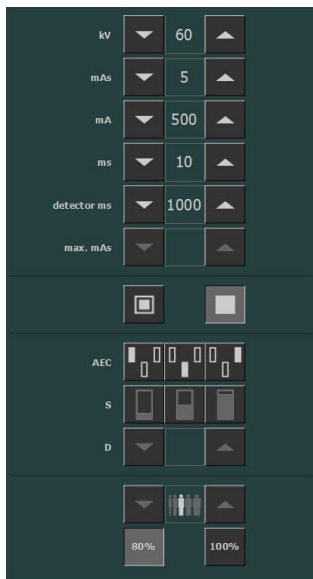 kV 60
mAs 5
mA 500
ms 10
detector ms 1000
max. mAs
AEC
S
D
80% 100%